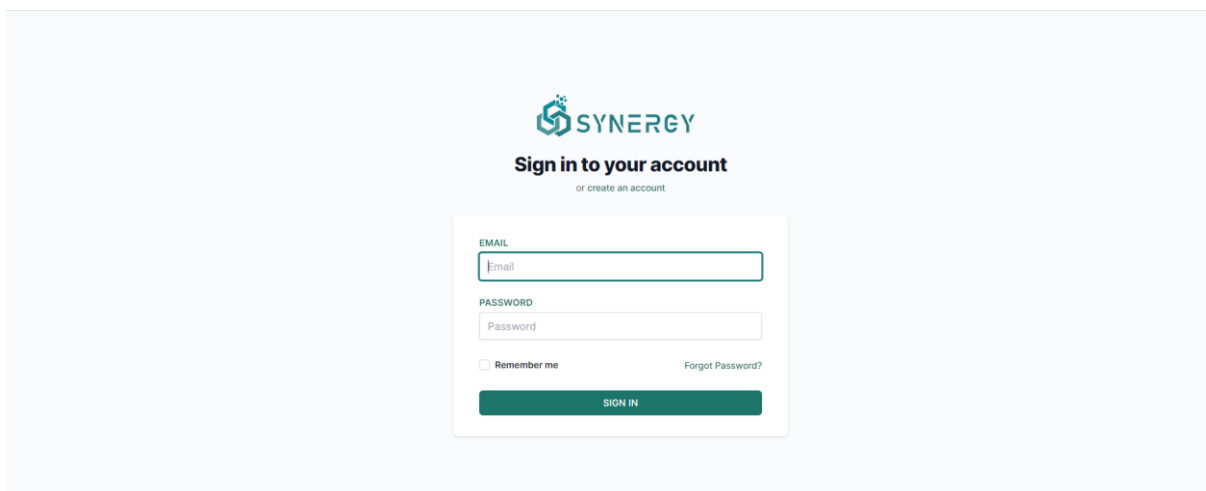 SYNERGY
Sign in to your account
or create an account
EMAIL
Email
PASSWORD
Password
Remember me Forgot Password?
SIGN IN